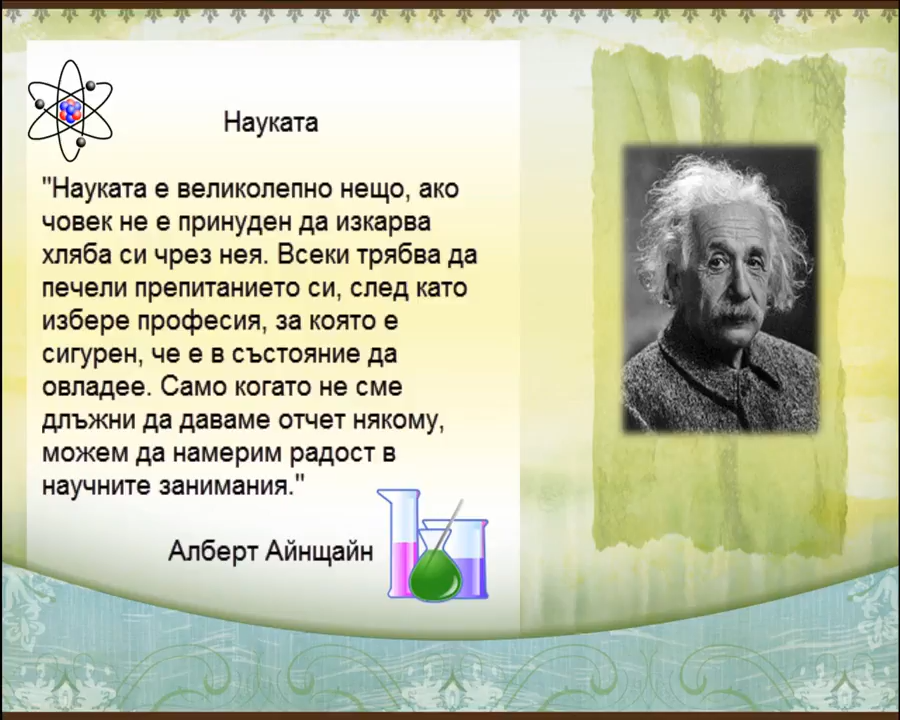 Науката
"Науката е великолепно нещо, ако
човек не е принуден да изкарва
хляба си чрез нея. Всеки трябва да
печели препитанието си, след като
избере професия, за която е
сигурен, че е в състояние да
овладее. Само когато не сме
длъжни да даваме отчет някому,
можем да намерим радост в
научните занимания."
Алберт Айнщайн